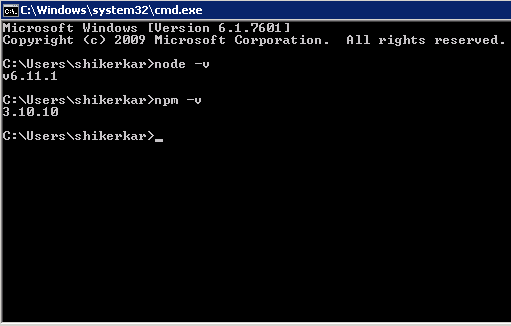 C:\Windows\system32\cmd.exe
Microsoft Windows [Version 6.1.7601]
Copyright (c) 2009 Microsoft Corporation.  All rights reserved.
C:\Users\shikerkar>node -v
v6.11.1
C:\Users\shikerkar>npm -v
3.10.10
C:\Users\shikerkar>_